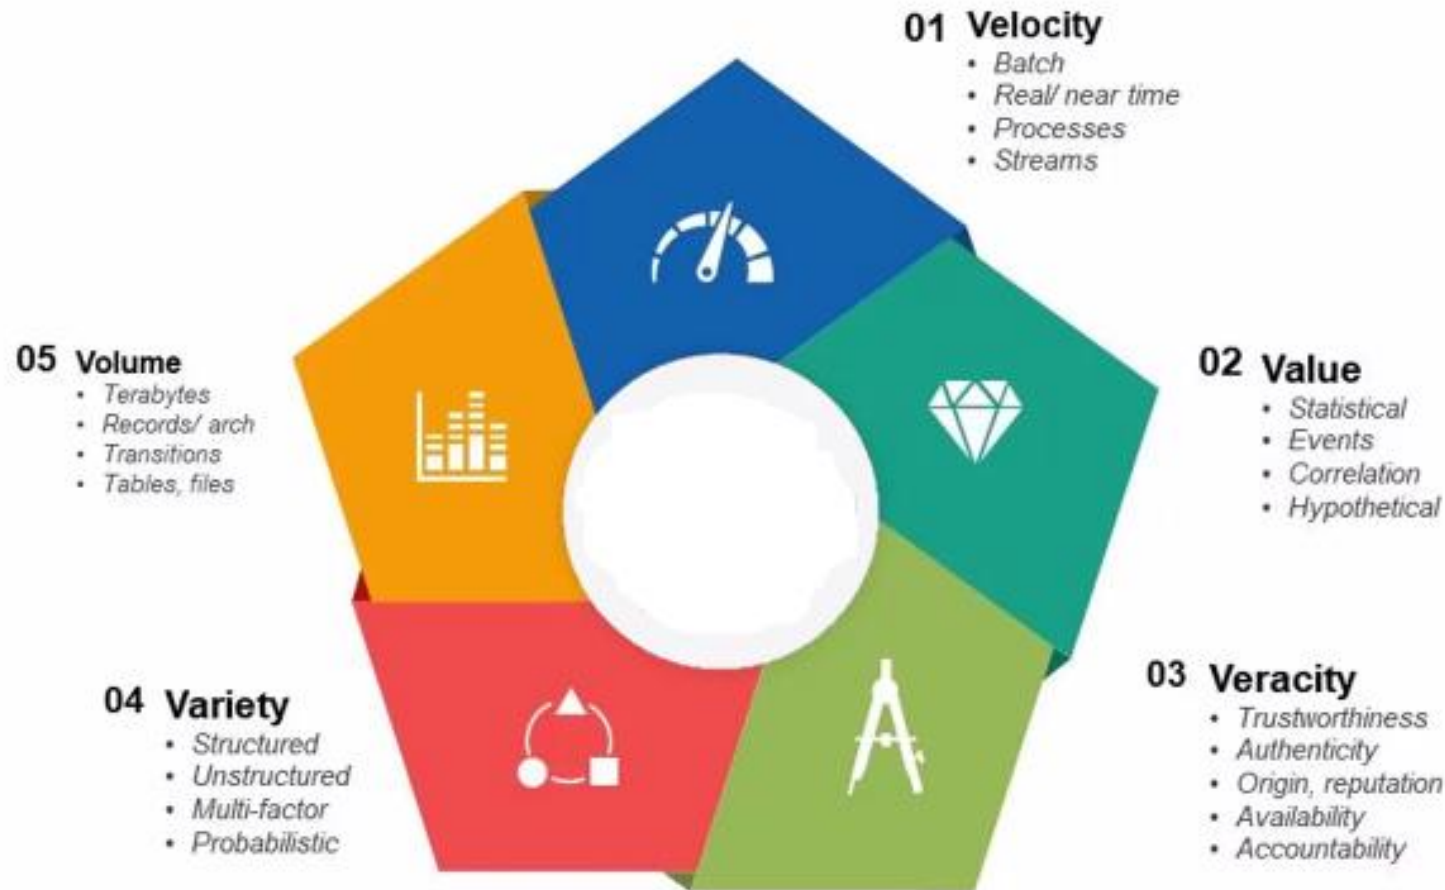 01 Velocity
• Batch
• Real/ near time
• Processes
• Streams
02 Value
• Statistical
• Events
• Correlation
• Hypothetical
03 Veracity
• Trustworthiness
• Authenticity
• Origin, reputation
• Availability
• Accountability
04 Variety
• Structured
• Unstructured
• Multi-factor
• Probabilistic
05 Volume
• Terabytes
• Records/ arch
• Transitions
• Tables, files